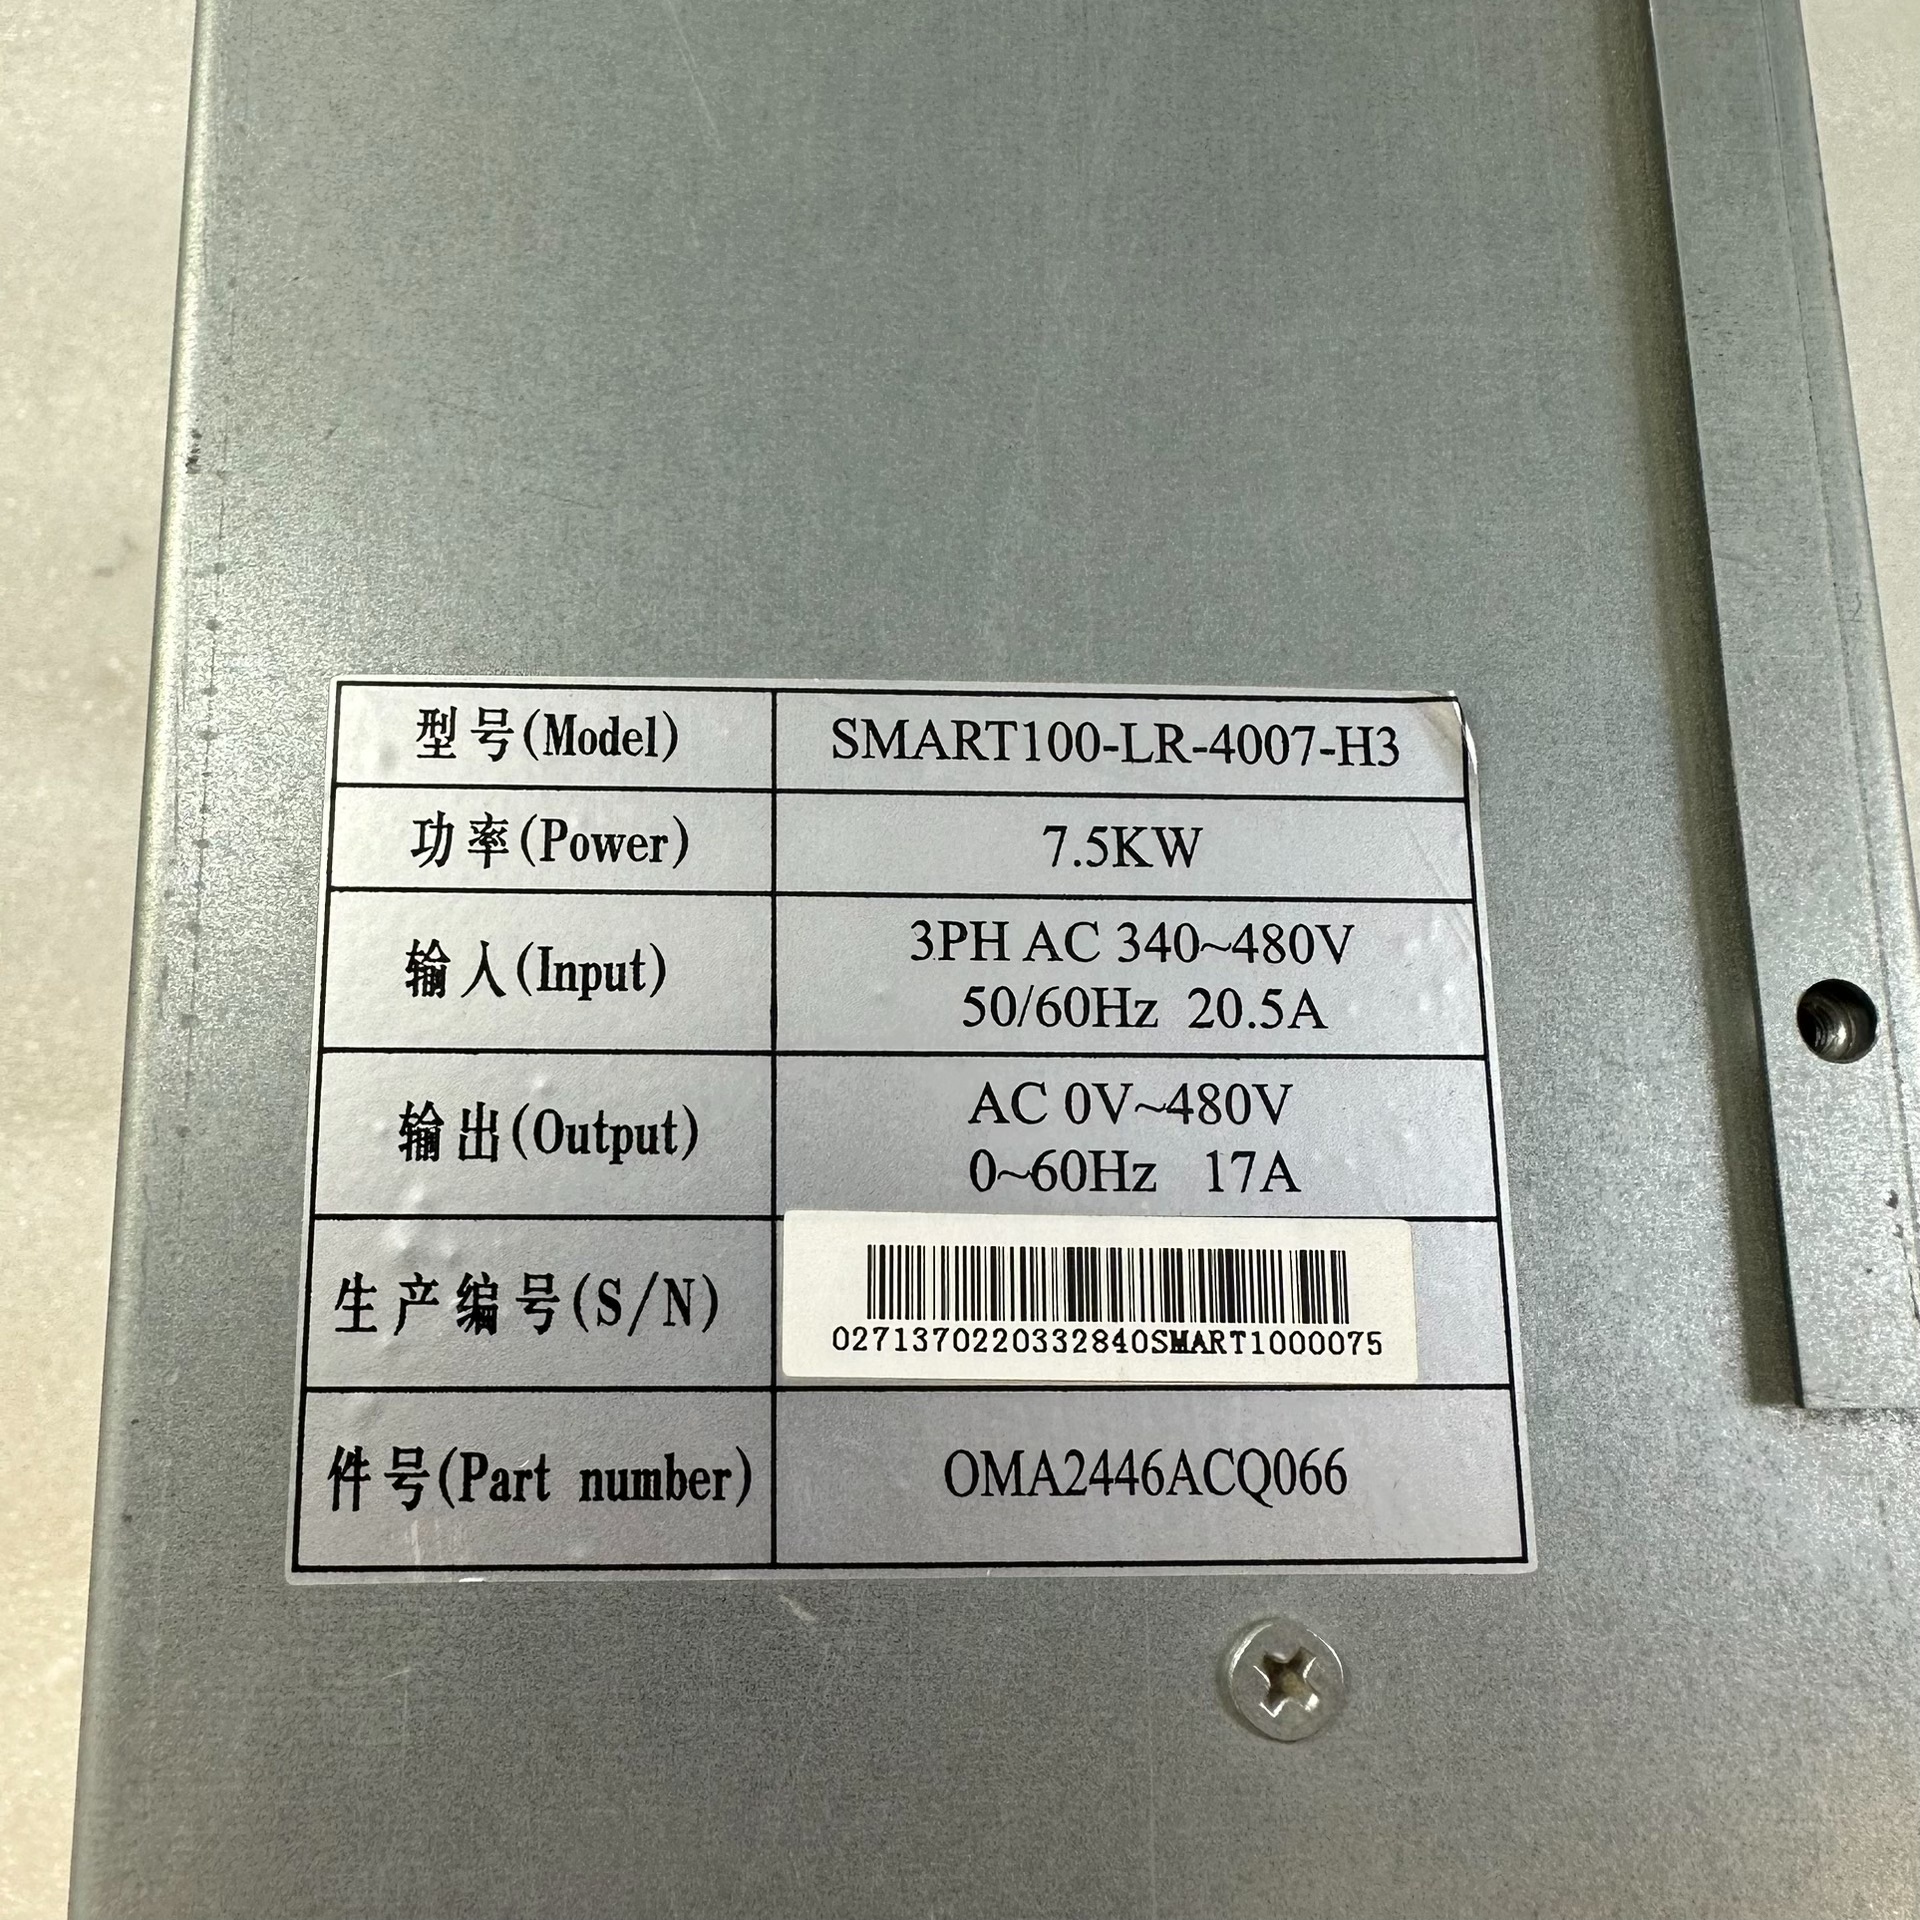 型号(Model) SMART100-LR-4007-H3
功率(Power) 7.5KW
输入(Input) 3PH AC 340~480V
50/60Hz 20.5A
输出(Output) AC 0V~480V
0~60Hz 17A
生产编号(S/N) 0271370220332840SMART1000075
件号(Part number) OMA2446ACQ066